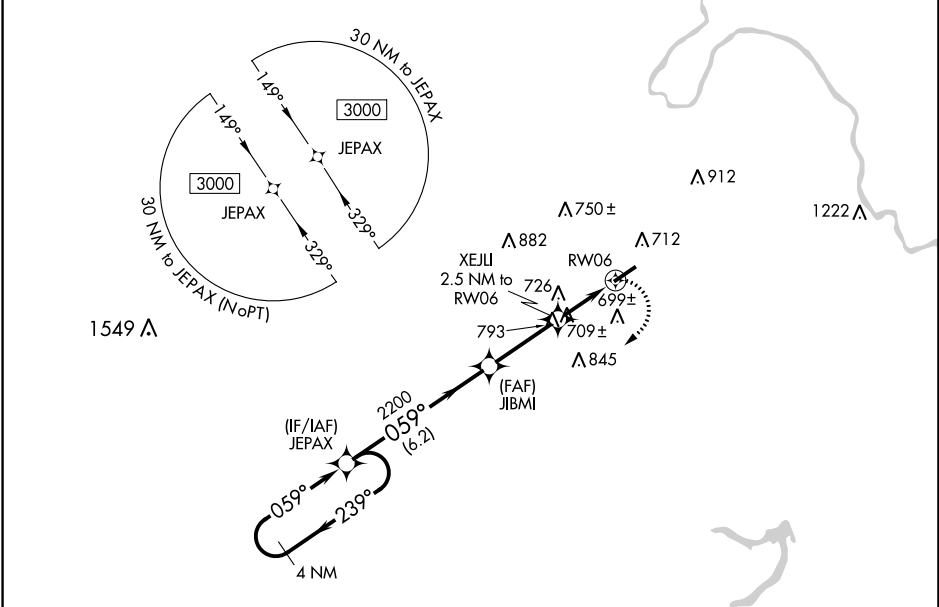 30 NM to JEPAX
149°
3000
JEPAX
329°
149°
3000
JEPAX
329°
30 NM to JEPAX (NoPT)
912
750 ±
1222
882
712
XEJLI
2.5 NM to
RW06
RW06
726
699±
793
709±
845
1549
(FAF)
JIBMI
2200
059°
(6.2)
(IF/IAF)
JEPAX
059°
239°
4 NM